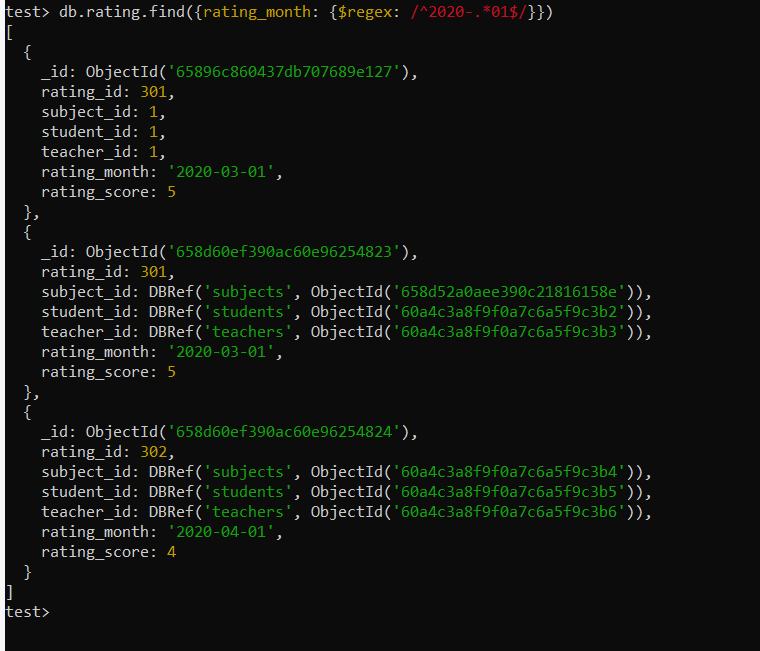 test> db.rating.find({rating_month: {$regex: /^2020-.*01$/}})
[
  {
    _id: ObjectId('65896c860437db707689e127'),
    rating_id: 301,
    subject_id: 1,
    student_id: 1,
    teacher_id: 1,
    rating_month: '2020-03-01',
    rating_score: 5
  },
  {
    _id: ObjectId('658d60ef390ac60e96254823'),
    rating_id: 301,
    subject_id: DBRef('subjects', ObjectId('658d52a0aee390c21816158e')),
    student_id: DBRef('students', ObjectId('60a4c3a8f9f0a7c6a5f9c3b2')),
    teacher_id: DBRef('teachers', ObjectId('60a4c3a8f9f0a7c6a5f9c3b3')),
    rating_month: '2020-03-01',
    rating_score: 5
  },
  {
    _id: ObjectId('658d60ef390ac60e96254824'),
    rating_id: 302,
    subject_id: DBRef('subjects', ObjectId('60a4c3a8f9f0a7c6a5f9c3b4')),
    student_id: DBRef('students', ObjectId('60a4c3a8f9f0a7c6a5f9c3b5')),
    teacher_id: DBRef('teachers', ObjectId('60a4c3a8f9f0a7c6a5f9c3b6')),
    rating_month: '2020-04-01',
    rating_score: 4
  }
]
test>